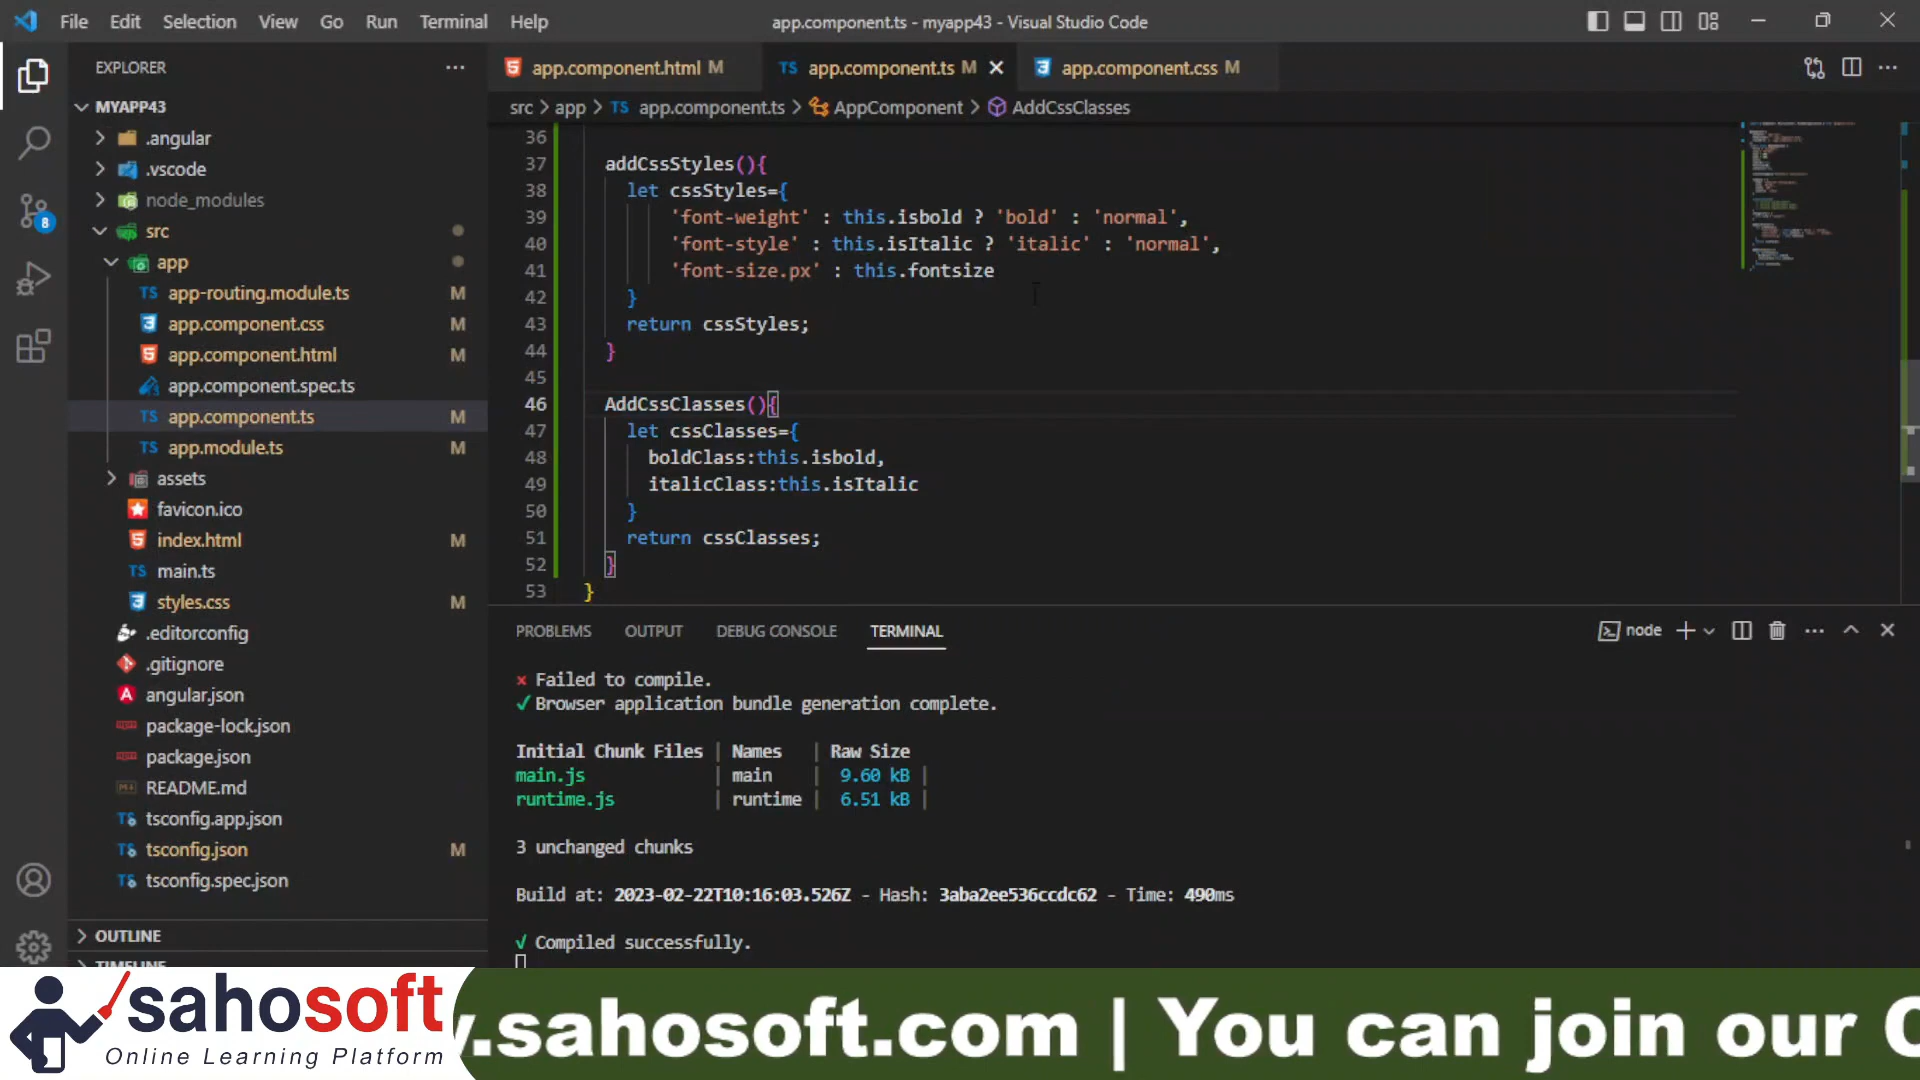 File Edit Selection View Go Run Terminal Help
app.component.ts - myapp43 - Visual Studio Code
EXPLORER
MYAPP43
.angular
.vscode
node_modules
src
app
TS app-routing.module.ts M
app.component.css M
app.component.html M
app.component.spec.ts
TS app.component.ts M
TS app.module.ts M
assets
favicon.ico
index.html M
TS main.ts
styles.css M
.editorconfig
.gitignore
angular.json
package-lock.json
package.json
README.md
tsconfig.app.json
tsconfig.json M
tsconfig.spec.json
OUTLINE
TIMELINE
8
app.component.html M
TS app.component.ts M
app.component.css M
src > app > TS app.component.ts > AppComponent > AddCssClasses
36
37 addCssStyles(){
38 let cssStyles={
39 'font-weight' : this.isbold ? 'bold' : 'normal',
40 'font-style' : this.isItalic ? 'italic' : 'normal',
41 'font-size.px' : this.fontsize
42 }
43 return cssStyles;
44 }
45
46 AddCssClasses(){
47 let cssClasses={
48 boldClass:this.isbold,
49 italicClass:this.isItalic
50 }
51 return cssClasses;
52 }
53 }
PROBLEMS OUTPUT DEBUG CONSOLE TERMINAL
node
× Failed to compile.
✓ Browser application bundle generation complete.
Initial Chunk Files | Names | Raw Size
main.js | main | 9.60 kB |
runtime.js | runtime | 6.51 kB |
3 unchanged chunks
Build at: 2023-02-22T10:16:03.526Z - Hash: 3aba2ee536ccdc62 - Time: 490ms
√ Compiled successfully.
sahosoft
Online Learning Platform
.sahosoft.com | You can join our